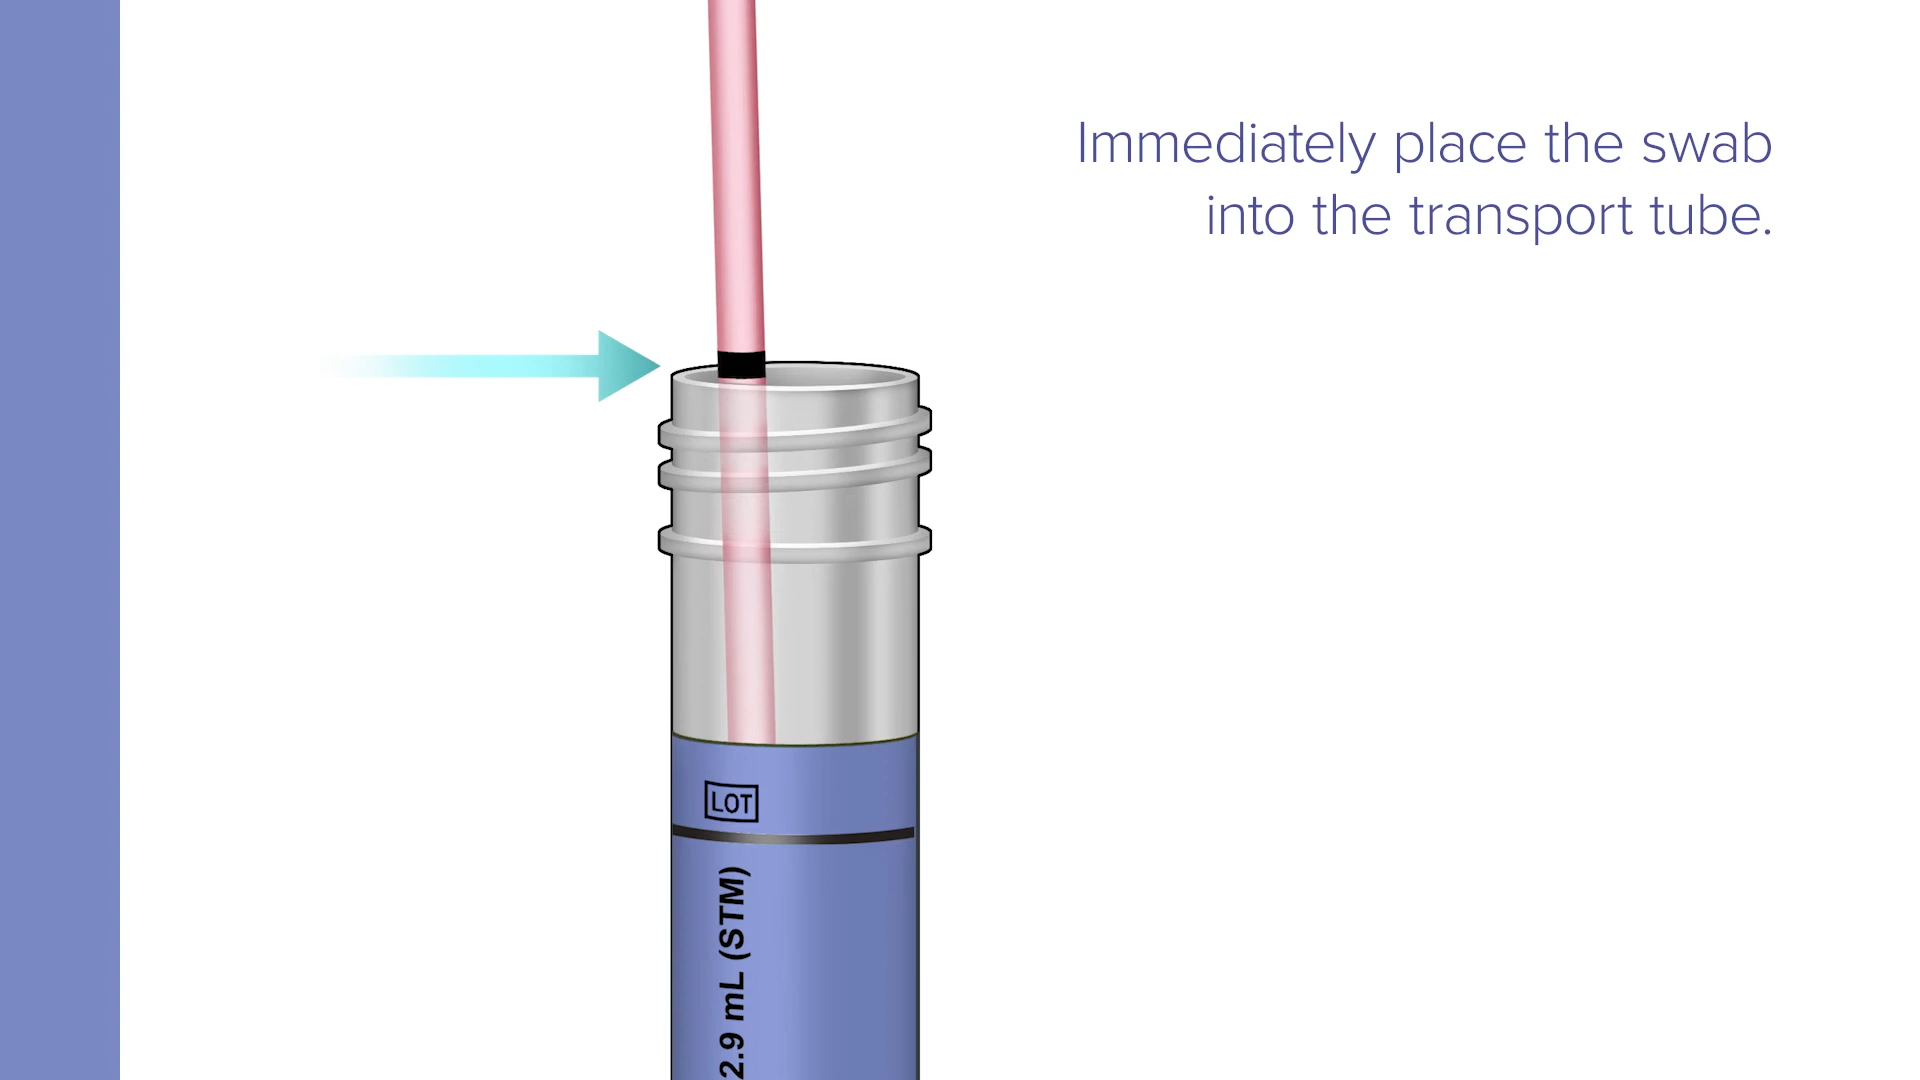 Immediately place the swab
into the transport tube.
LOT
2.9 mL (STM)